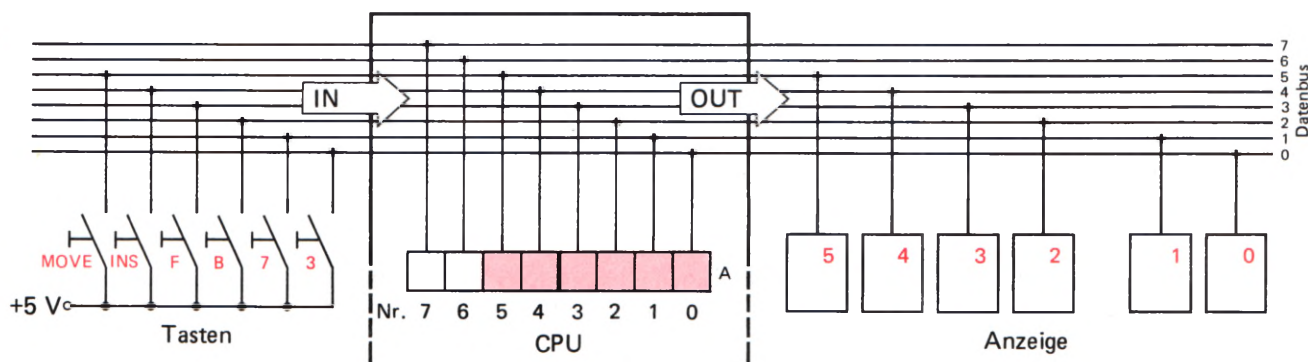 7
6
5
4
3
2
1
0
Datenbus
IN
OUT
MOVE INS F B 7 3
+5 V
Tasten
A
Nr. 7 6 5 4 3 2 1 0
CPU
5 4 3 2 1 0
Anzeige